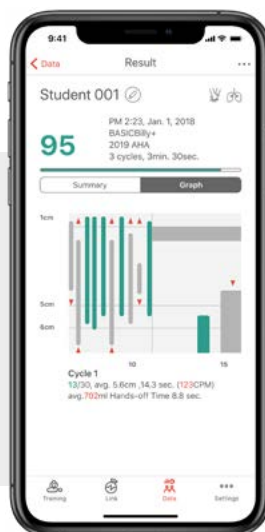 9:41
Data Result ...
Student 001
95
PM 2:23, Jan. 1, 2018
BASICBilly+
2019 AHA
3 cycles, 3min. 30sec.
Summary Graph
1cm
5cm
6cm
10 15
Cycle 1
13/30, avg. 5.6cm ,14.3 sec. (123CPM)
avg.702ml Hands-off Time 8.8 sec.
Training Link Data Settings